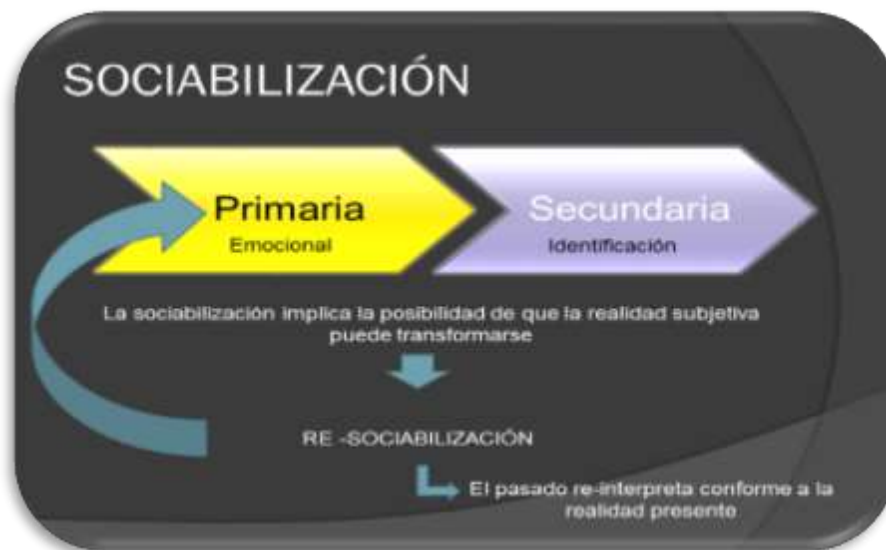 SOCIABILIZACIÓN
Primaria
Emocional
Secundaria
Identificación
La sociabilización implica la posibilidad de que la realidad subjetiva
puede transformarse
RE -SOCIABILIZACIÓN
El pasado re-interpreta conforme a la
realidad presente